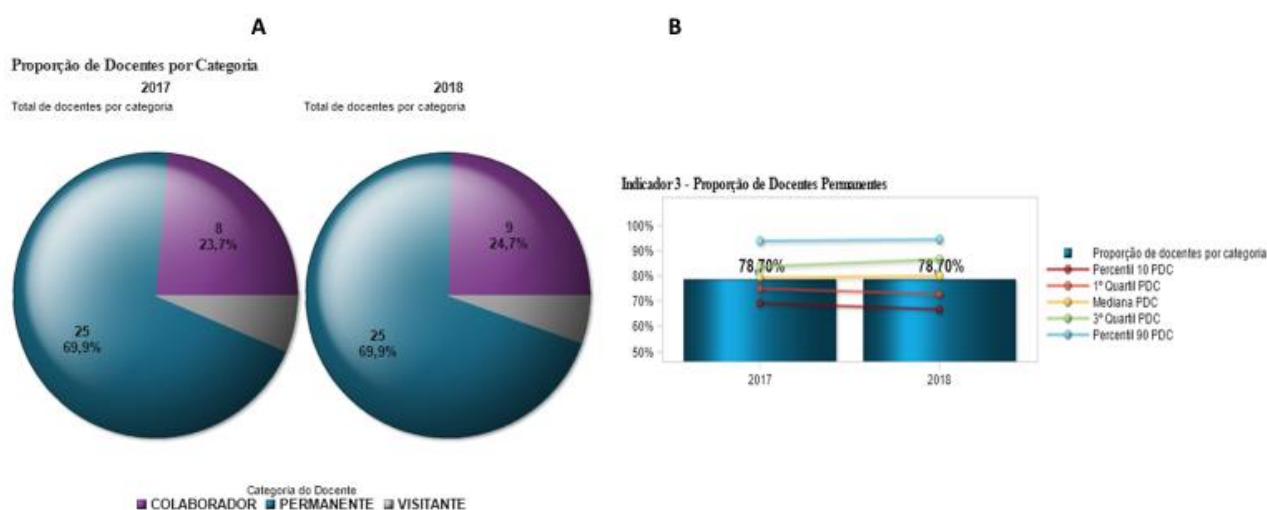 A
B
Proporção de Docentes por Categoria
2017
2018
Total de docentes por categoria
Total de docentes por categoria
8
23,7%
25
69,9%
9
24,7%
25
69,9%
Categoria do Docente
COLABORADOR PERMANENTE VISITANTE
Indicador 3 - Proporção de Docentes Permanentes
100%
90%
80%
70%
60%
50%
78,70%
78,70%
2017
2018
Proporção de docentes por categoria
Percentil 10 PDC
1º Quartil PDC
Mediana PDC
3º Quartil PDC
Percentil 90 PDC